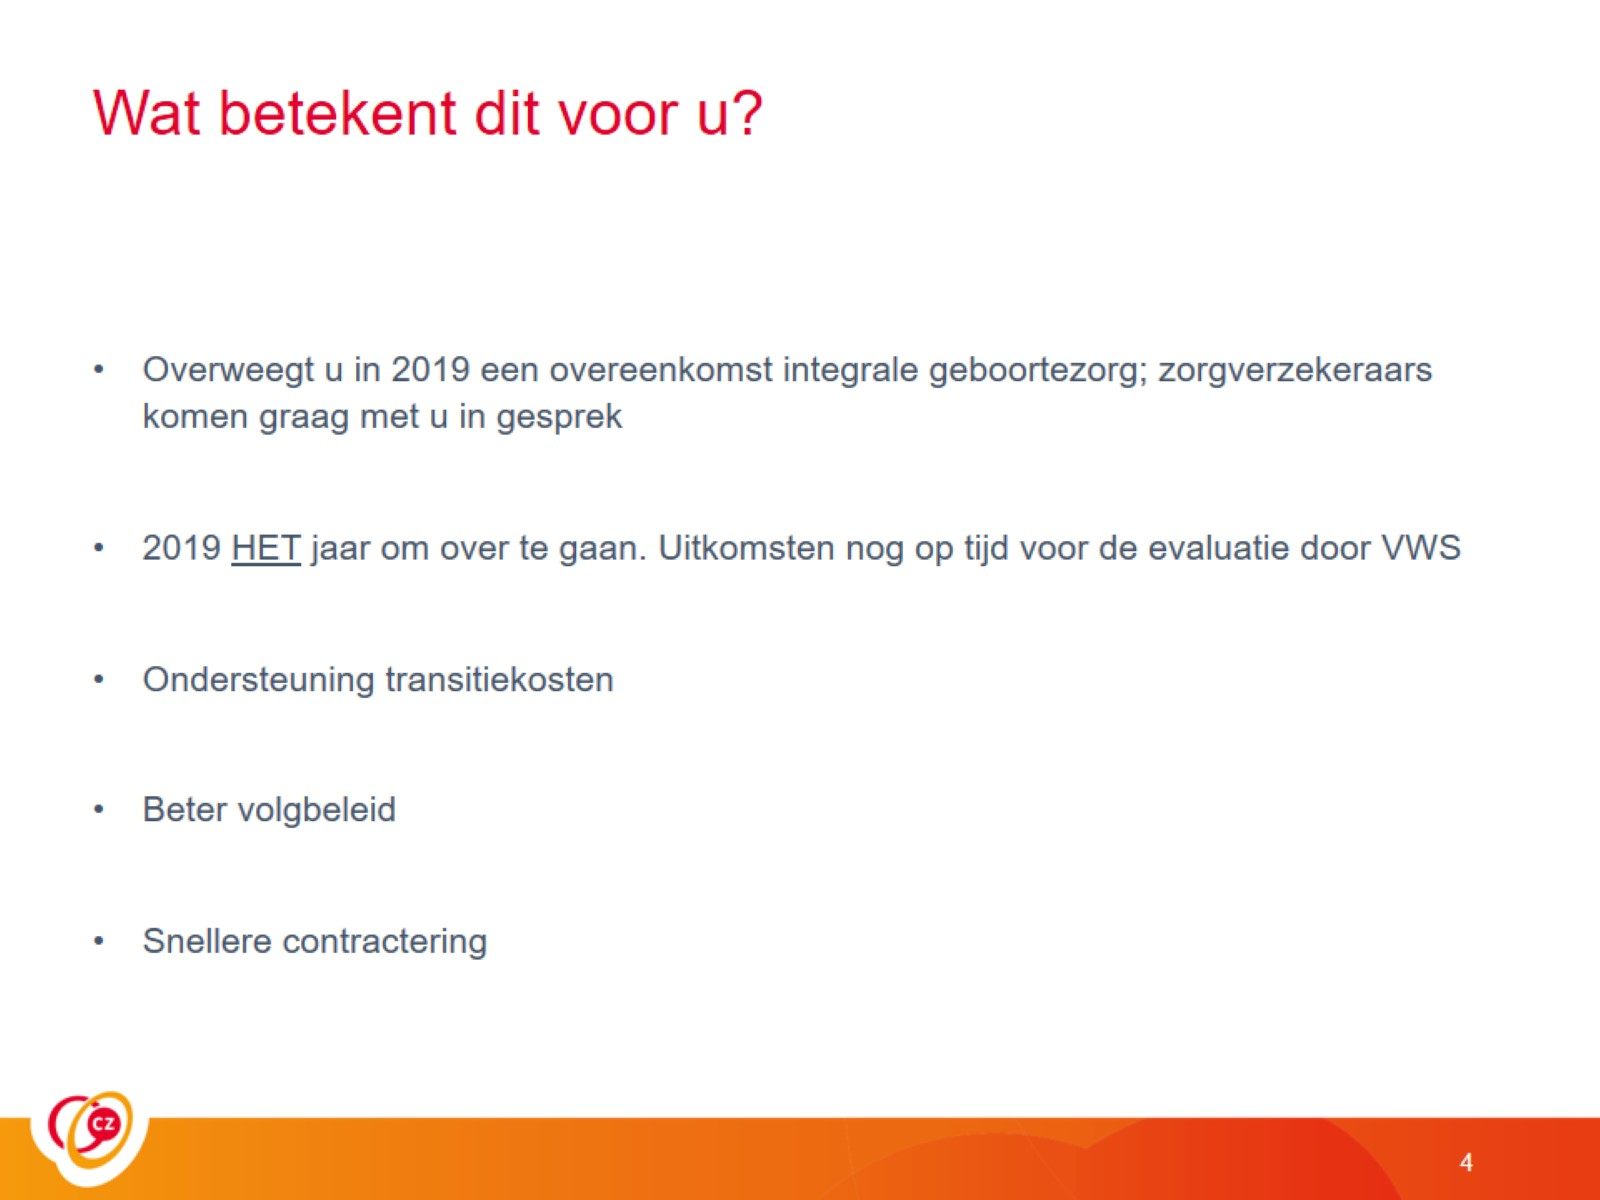 Wat betekent dit voor u?
• Overweegt u in 2019 een overeenkomst integrale geboortezorg; zorgverzekeraars
komen graag met u in gesprek
• 2019 HET jaar om over te gaan. Uitkomsten nog op tijd voor de evaluatie door VWS
• Ondersteuning transitiekosten
• Beter volgbeleid
• Snellere contractering
CZ
4